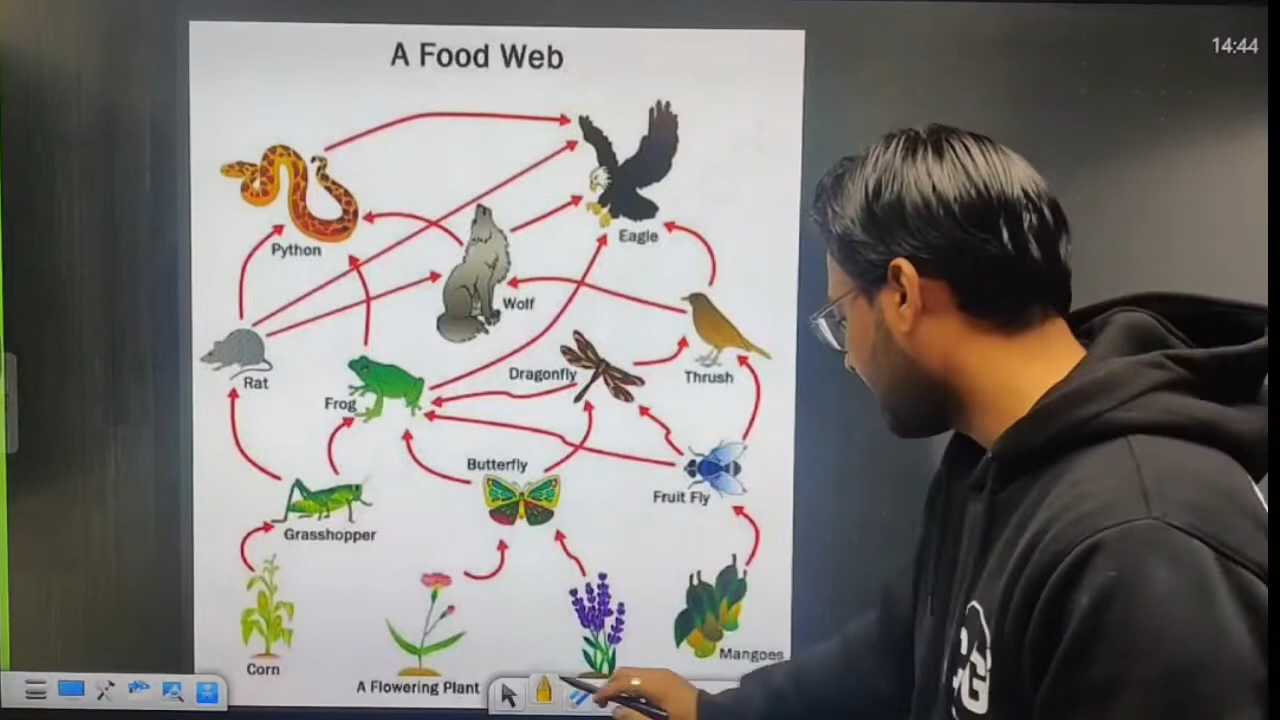 14:44
A Food Web
Python
Eagle
Wolf
Rat
Dragonfly
Thrush
Frog
Butterfly
Fruit Fly
Grasshopper
Corn
A Flowering Plant
Mangoes